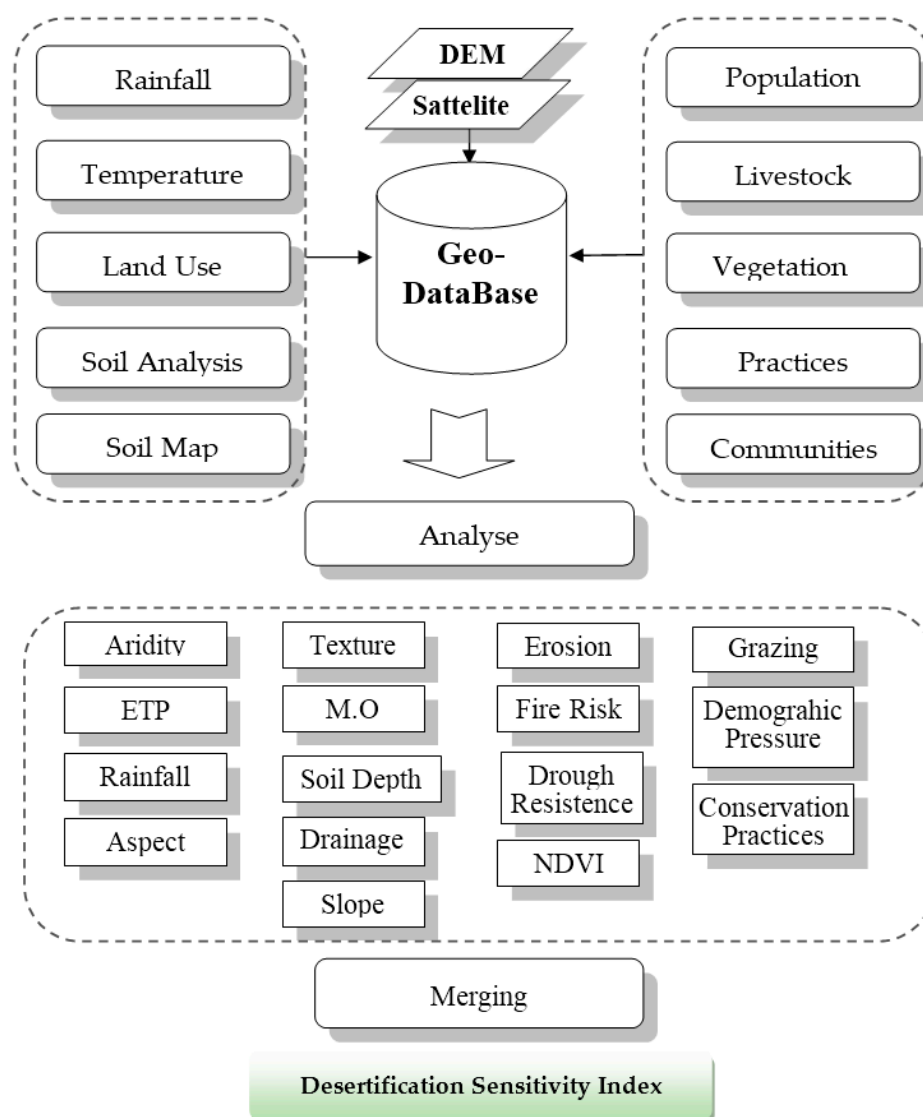 DEM
Sattelite
Rainfall
Temperature
Land Use
Soil Analysis
Soil Map
Geo-
DataBase
Population
Livestock
Vegetation
Practices
Communities
Analyse
Aridity
ETP
Rainfall
Aspect
Texture
M.O
Soil Depth
Drainage
Slope
Erosion
Fire Risk
Drough
Resistence
NDVI
Grazing
Demograhic
Pressure
Conservation
Practices
Merging
Desertification Sensitivity Index